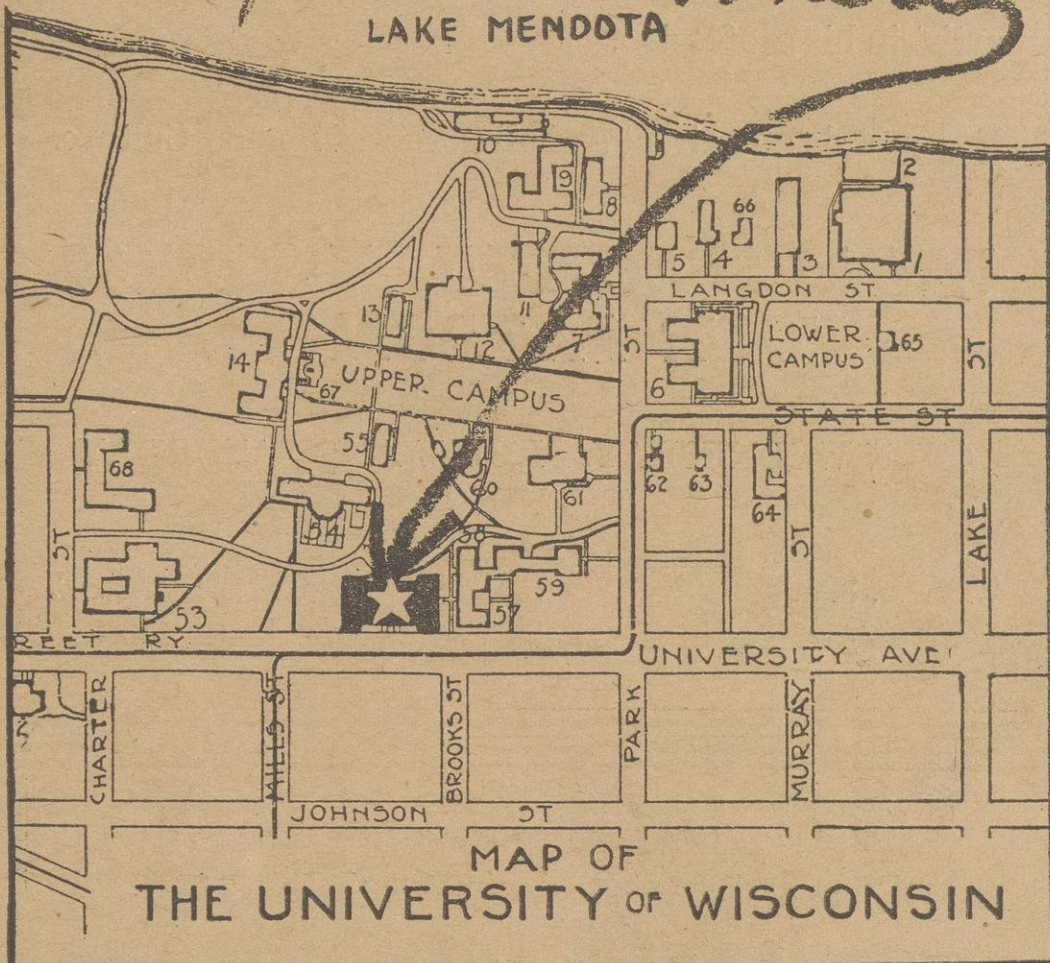 LAKE MENDOTA
10
9
8
2
66
5
4
3
1
LANGDON ST
11
13
12
7
ST
14
67
UPPER CAMPUS
6
LOWER
CAMPUS
65
ST
STATE ST
55
60
61
62
63
64
68
54
58
59
57
53
ST
ST
LAKE
REET RY
UNIVERSITY AVE
CHARTER
MILLS ST
BROOKS ST
PARK
MURRAY
JOHNSON ST
MAP OF
THE UNIVERSITY OF WISCONSIN